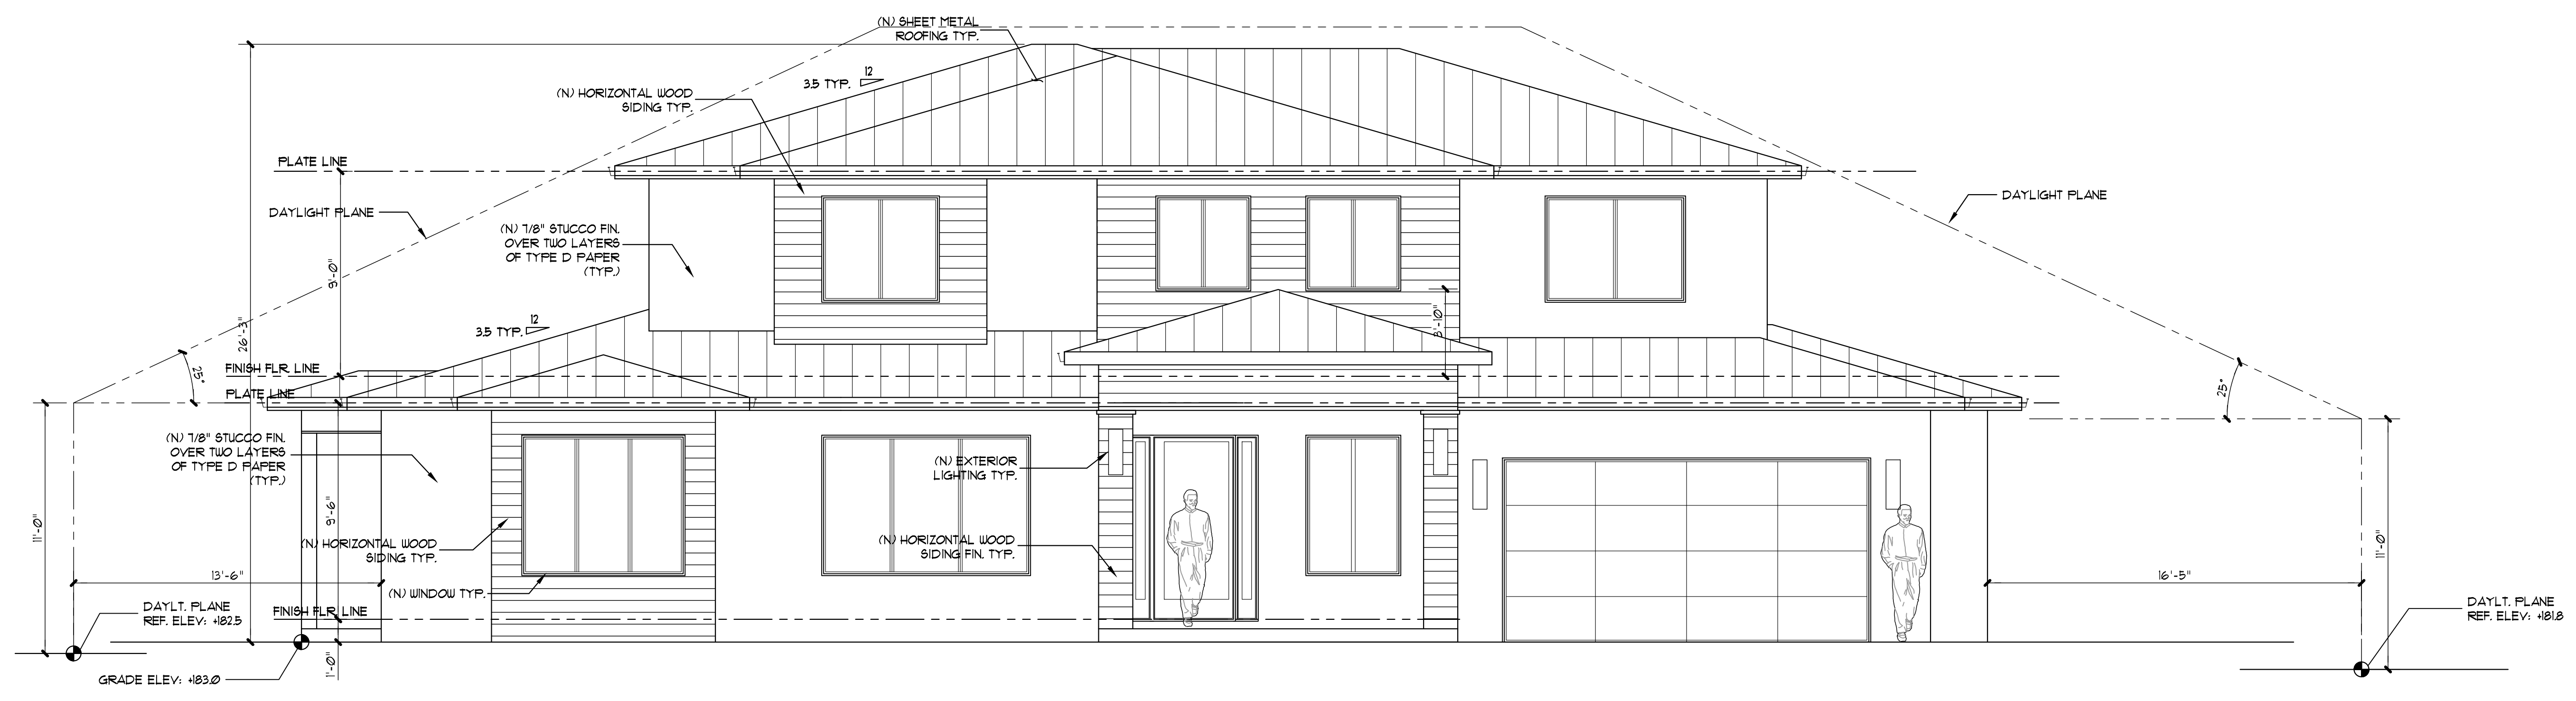 (N) SHEET METAL
ROOFING TYP.
12
3.5 TYP.
(N) HORIZONTAL WOOD
SIDING TYP.
PLATE LINE
DAYLIGHT PLANE
DAYLIGHT PLANE
(N) 7/8" STUCCO FIN.
OVER TWO LAYERS
OF TYPE D PAPER
(TYP.)
9'-0"
26'-3"
12
3.5 TYP.
3'-10"
FINISH FLR. LINE
25°
25°
PLATE LINE
(N) 7/8" STUCCO FIN.
OVER TWO LAYERS
OF TYPE D PAPER
(TYP.)
(N) EXTERIOR
LIGHTING TYP.
11'-0"
9'-6"
(N) HORIZONTAL WOOD
SIDING TYP.
(N) HORIZONTAL WOOD
SIDING FIN. TYP.
11'-0"
13'-6"
16'-5"
(N) WINDOW TYP.
DAYLT. PLANE
REF. ELEV: +182.5
FINISH FLR. LINE
DAYLT. PLANE
REF. ELEV: +181.8
1'-0"
GRADE ELEV: +183.0